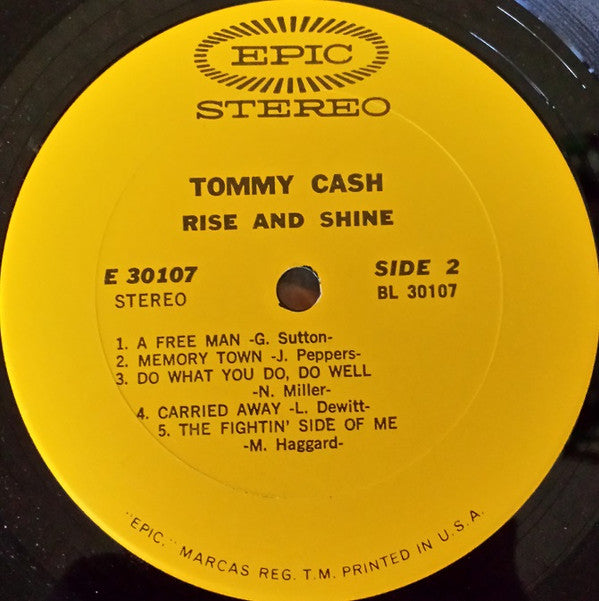 EPIC
STEREO
TOMMY CASH
RISE AND SHINE
E 30107
STEREO
SIDE 2
BL 30107
1. A FREE MAN -G. Sutton-
2. MEMORY TOWN -J. Peppers-
3. DO WHAT YOU DO, DO WELL
-N. Miller-
4. CARRIED AWAY -L. Dewitt-
5. THE FIGHTIN' SIDE OF ME
-M. Haggard-
"EPIC," MARCAS REG. T.M. PRINTED IN U.S.A.